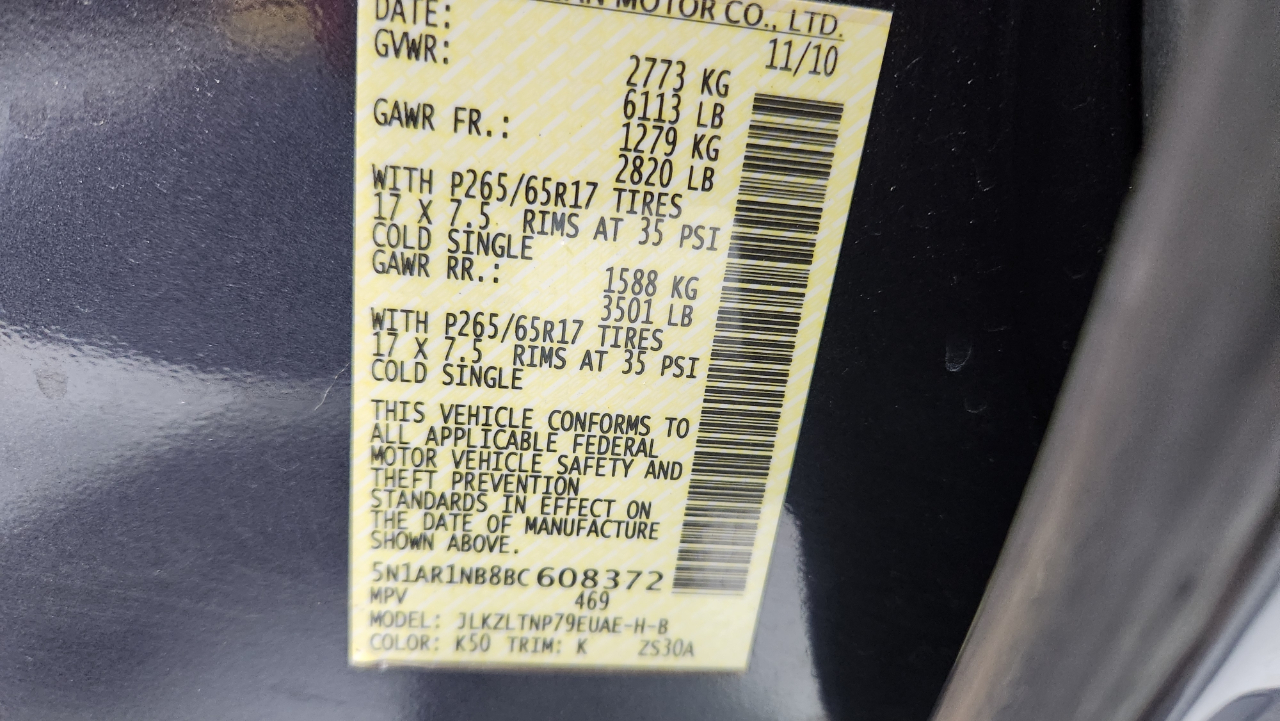 MOTOR CO., LTD.
DATE: 11/10
GVWR: 2773 KG
6113 LB
GAWR FR.: 1279 KG
2820 LB
WITH P265/65R17 TIRES
17 X 7.5 RIMS AT 35 PSI
COLD SINGLE
GAWR RR.: 1588 KG
3501 LB
WITH P265/65R17 TIRES
17 X 7.5 RIMS AT 35 PSI
COLD SINGLE
THIS VEHICLE CONFORMS TO
ALL APPLICABLE FEDERAL
MOTOR VEHICLE SAFETY AND
THEFT PREVENTION
STANDARDS IN EFFECT ON
THE DATE OF MANUFACTURE
SHOWN ABOVE.
5N1AR1NB8BC608372
MPV 469
MODEL: JLKZLTNP79EUAE-H-B
COLOR: K50 TRIM: K ZS30A